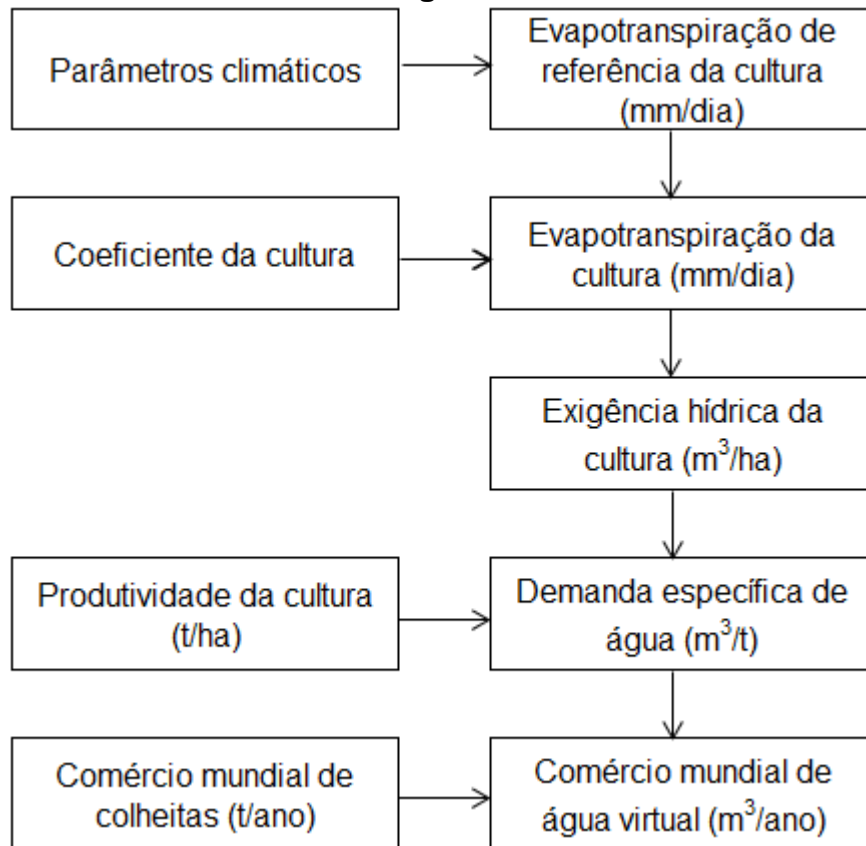 Parâmetros climáticos
Evapotranspiração de
referência da cultura
(mm/dia)
Coeficiente da cultura
Evapotranspiração da
cultura (mm/dia)
Exigência hídrica da
cultura (m³/ha)
Produtividade da cultura
(t/ha)
Demanda específica de
água (m³/t)
Comércio mundial de
colheitas (t/ano)
Comércio mundial de
água virtual (m³/ano)